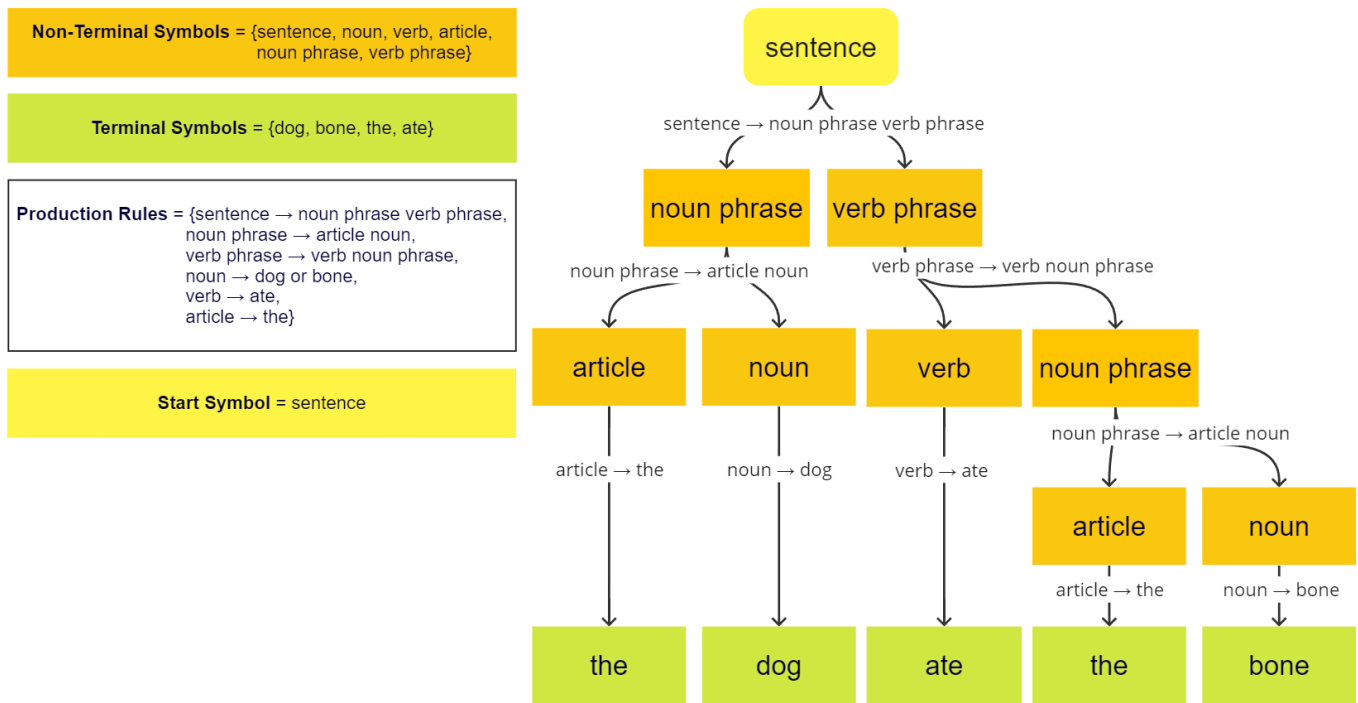 Non-Terminal Symbols = {sentence, noun, verb, article,
noun phrase, verb phrase}
Terminal Symbols = {dog, bone, the, ate}
Production Rules = {sentence → noun phrase verb phrase,
noun phrase → article noun,
verb phrase → verb noun phrase,
noun → dog or bone,
verb → ate,
article → the}
Start Symbol = sentence
sentence
sentence → noun phrase verb phrase
noun phrase
verb phrase
noun phrase → article noun
verb phrase → verb noun phrase
article
noun
verb
noun phrase
noun phrase → article noun
article → the
noun → dog
verb → ate
article
noun
article → the
noun → bone
the
dog
ate
the
bone